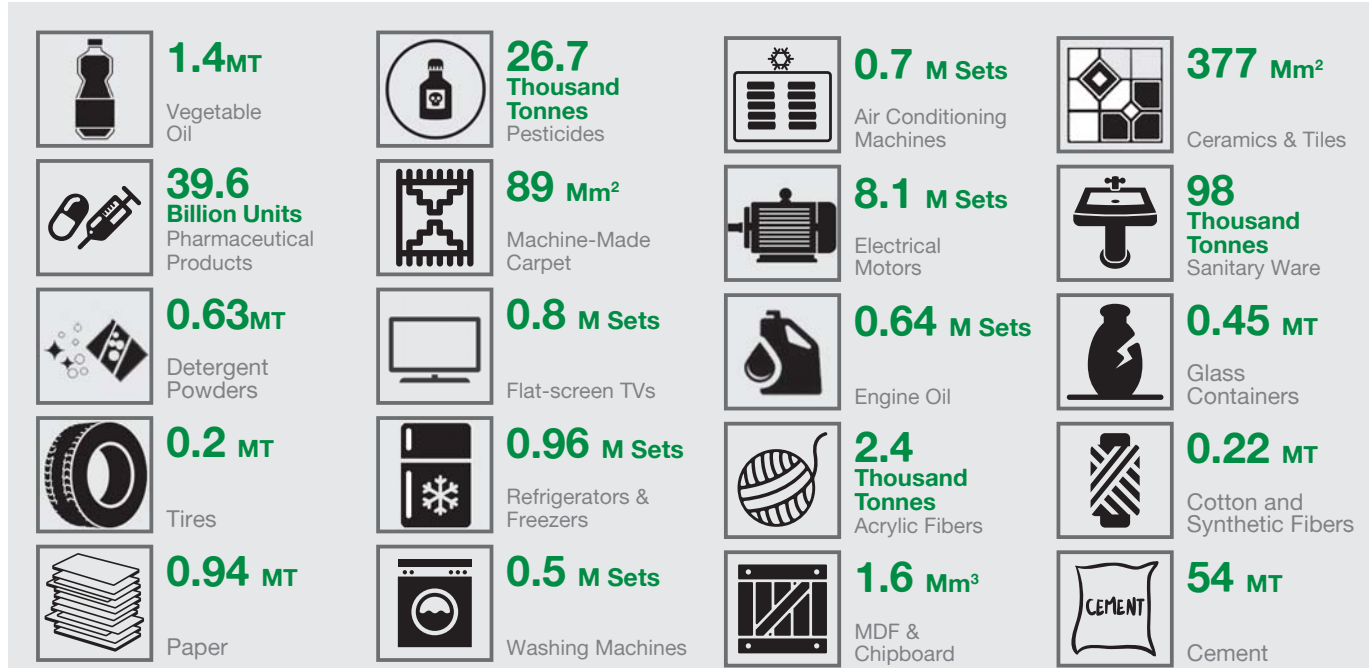 1.4MT
Vegetable
Oil
26.7
Thousand
Tonnes
Pesticides
0.7 M Sets
Air Conditioning
Machines
377 Mm²
Ceramics & Tiles
39.6
Billion Units
Pharmaceutical
Products
89 Mm²
Machine-Made
Carpet
8.1 M Sets
Electrical
Motors
98
Thousand
Tonnes
Sanitary Ware
0.63MT
Detergent
Powders
0.8 M Sets
Flat-screen TVs
0.64 M Sets
Engine Oil
0.45 MT
Glass
Containers
0.2 MT
Tires
0.96 M Sets
Refrigerators &
Freezers
2.4
Thousand
Tonnes
Acrylic Fibers
0.22 MT
Cotton and
Synthetic Fibers
0.94 MT
Paper
0.5 M Sets
Washing Machines
1.6 Mm³
MDF &
Chipboard
CEMENT
54 MT
Cement